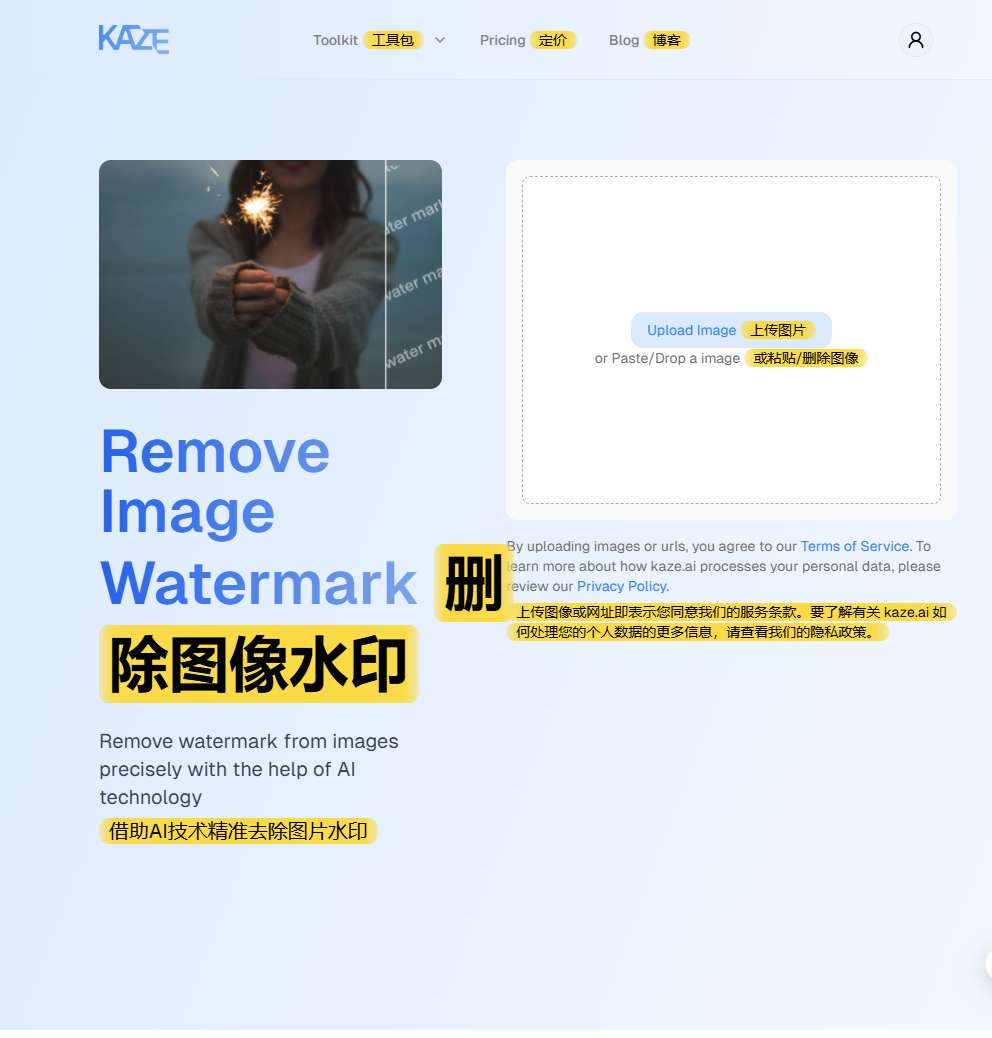 KAZE
Toolkit 工具包 Pricing 定价 Blog 博客
water mark
water mark
water mark
Remove
Image
Watermark 删
除图像水印
Remove watermark from images
precisely with the help of AI
technology
借助AI技术精准去除图片水印
Upload Image 上传图片
or Paste/Drop a image 或粘贴/删除图像
By uploading images or urls, you agree to our Terms of Service. To
learn more about how kaze.ai processes your personal data, please
review our Privacy Policy.
上传图像或网址即表示您同意我们的服务条款。要了解有关 kaze.ai 如
何处理您的个人数据的更多信息，请查看我们的隐私政策。